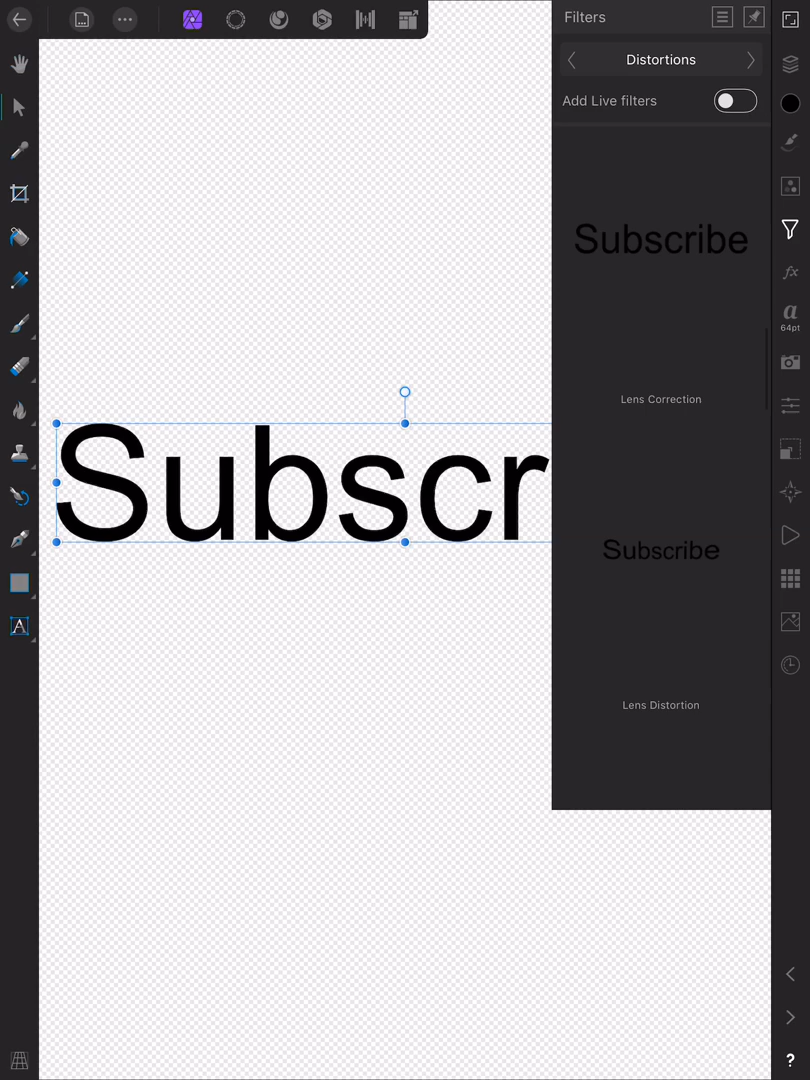 Filters
Distortions
Add Live filters
Subscribe
a
64pt
Lens Correction
Subscr
Subscribe
A
Lens Distortion
?